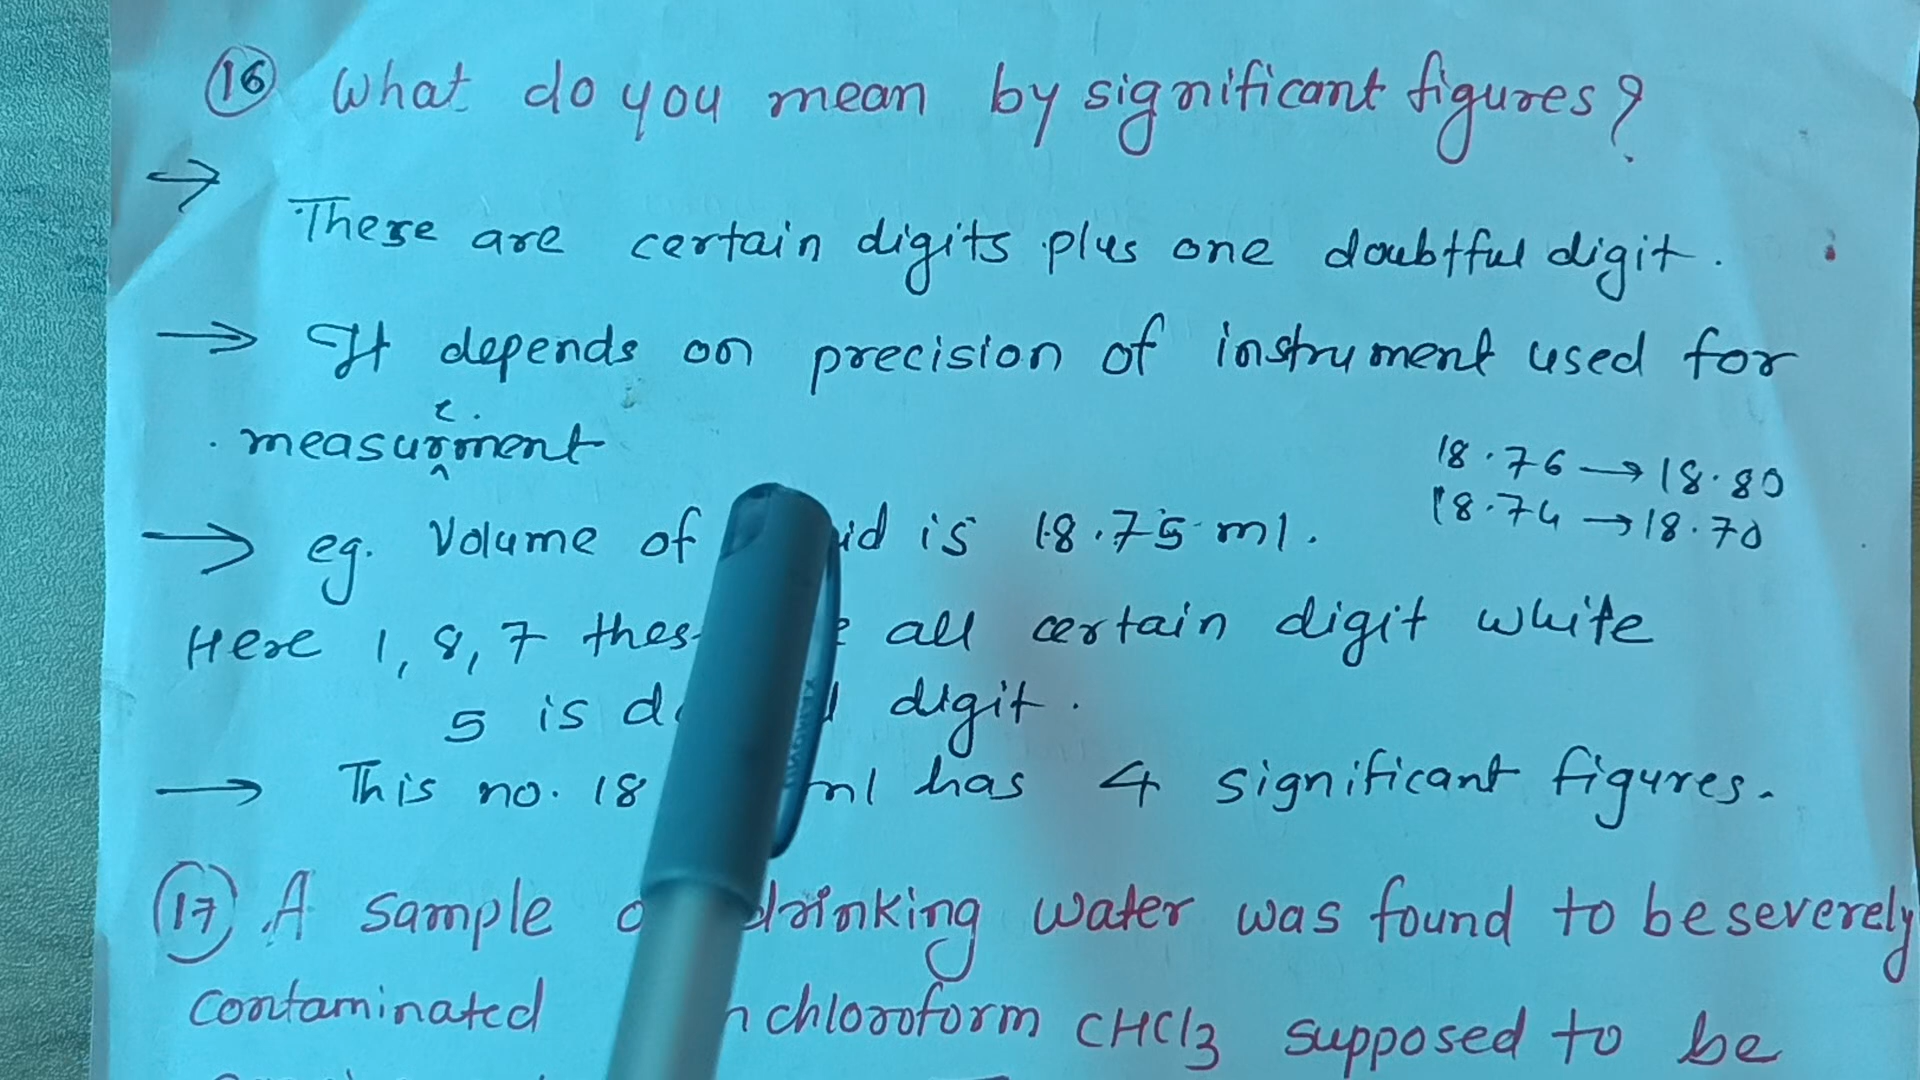 16 What do you mean by significant figures?
→ These are certain digits plus one doubtful digit.
→ It depends on precision of instrument used for
measurement
18.76 → 18.80
18.74 → 18.70
→ eg. Volume of is 18.75 ml.
Here 1, 8, 7 all certain digit while
5 is digit.
→ This no. 18 ml has 4 significant figures.
17 A sample drinking water was found to be severely
contaminated chloroform CHCl3 supposed to be